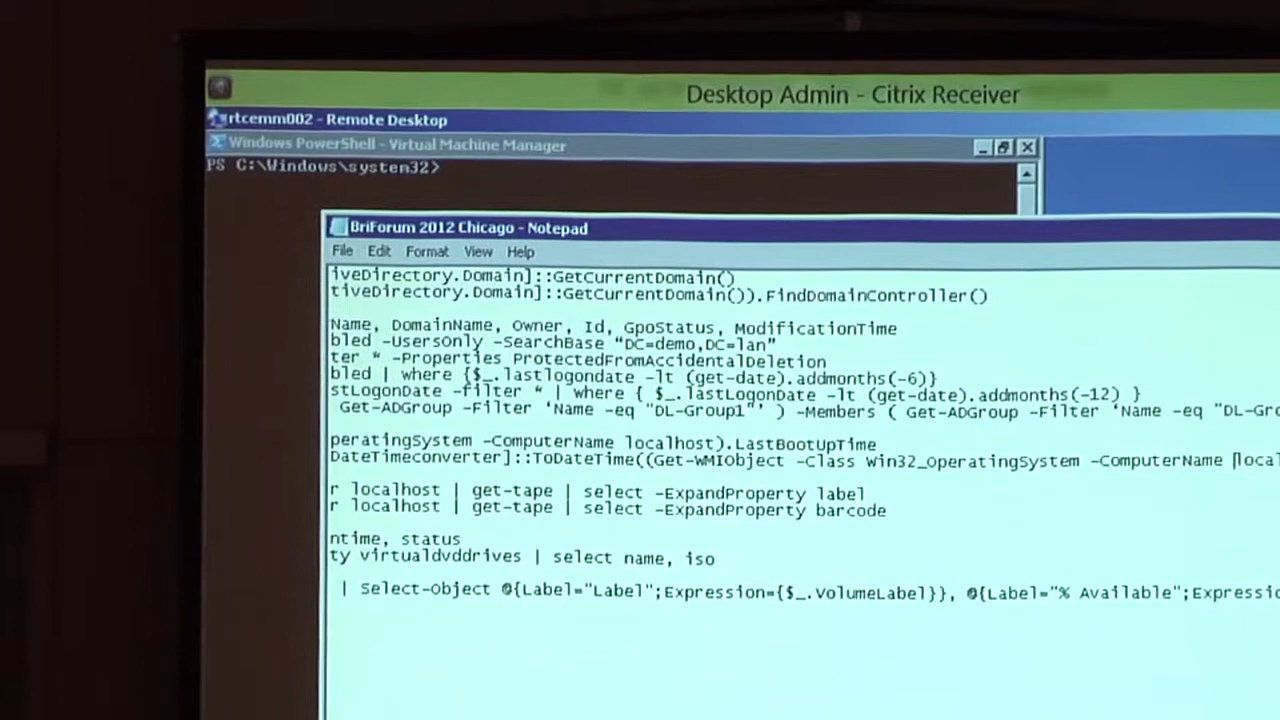 Desktop Admin - Citrix Receiver
rtcemm002 - Remote Desktop
Windows PowerShell - Virtual Machine Manager
PS C:\Windows\system32>
BriForum 2012 Chicago - Notepad
File Edit Format View Help
iveDirectory.Domain]::GetCurrentDomain()
tiveDirectory.Domain]::GetCurrentDomain()).FindDomainController()
Name, DomainName, Owner, Id, GpoStatus, ModificationTime
bled -UsersOnly -SearchBase "DC=demo,DC=lan"
ter * -Properties ProtectedFromAccidentalDeletion
bled | where {$_.lastlogondate -lt (get-date).addmonths(-6)}
stLogonDate -filter * | where { $_.lastLogonDate -lt (get-date).addmonths(-12) }
Get-ADGroup -Filter 'Name -eq "DL-Group1"' ) -Members ( Get-ADGroup -Filter 'Name -eq "DL-Gro
peratingSystem -ComputerName localhost).LastBootUpTime
DateTimeconverter]::ToDateTime((Get-WMIObject -Class Win32_OperatingSystem -ComputerName local
r localhost | get-tape | select -ExpandProperty label
r localhost | get-tape | select -ExpandProperty barcode
ntime, status
ty virtualdvddrives | select name, iso
| Select-Object @{Label="Label";Expression={$_.VolumeLabel}}, @{Label="% Available";Expressio